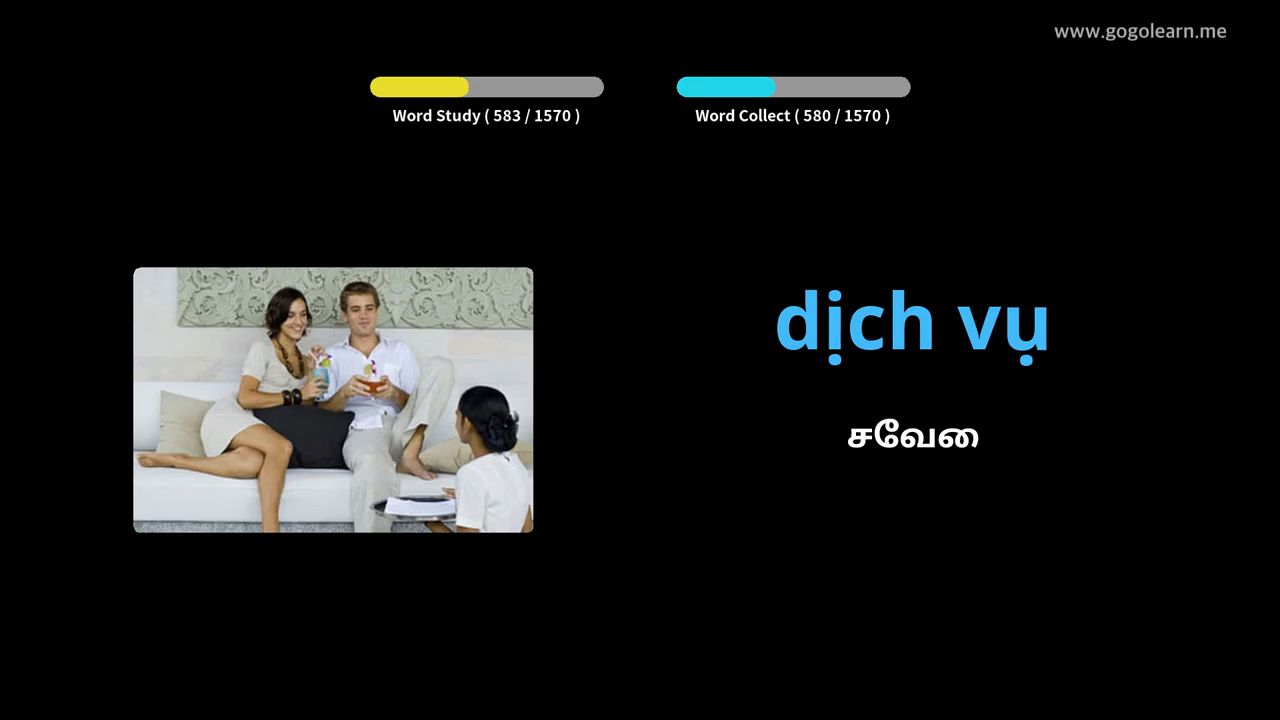 www.gogolearn.me
Word Study ( 583 / 1570 )
Word Collect ( 580 / 1570 )
dịch vụ
சவேை